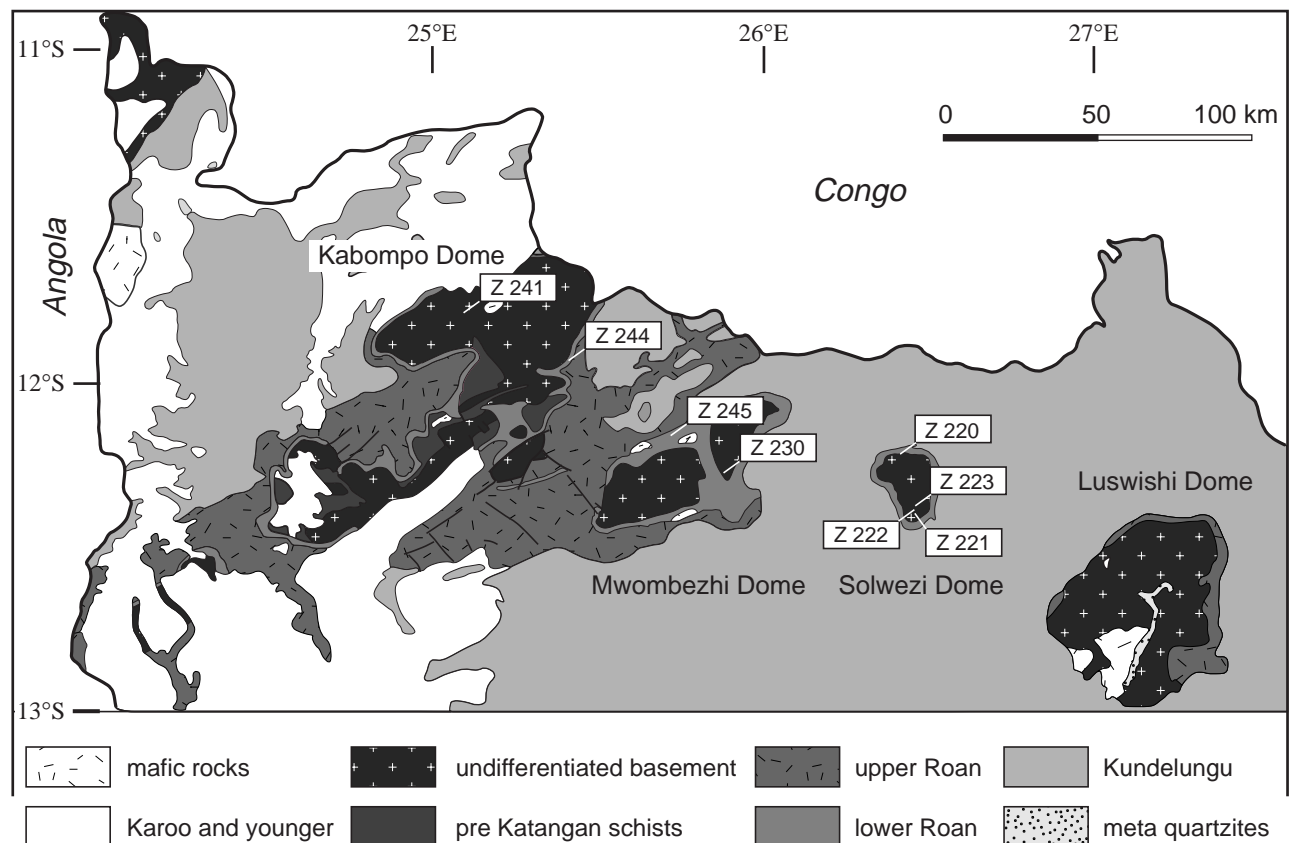 25°E
26°E
27°E
11°S
0 50 100 km
Congo
Angola
Kabompo Dome
Z 241
Z 244
12°S
Z 245
Z 220
Z 230
Z 223
Luswishi Dome
Z 222
Z 221
Mwombezhi Dome
Solwezi Dome
13°S
mafic rocks
undifferentiated basement
upper Roan
Kundelungu
Karoo and younger
pre Katangan schists
lower Roan
meta quartzites